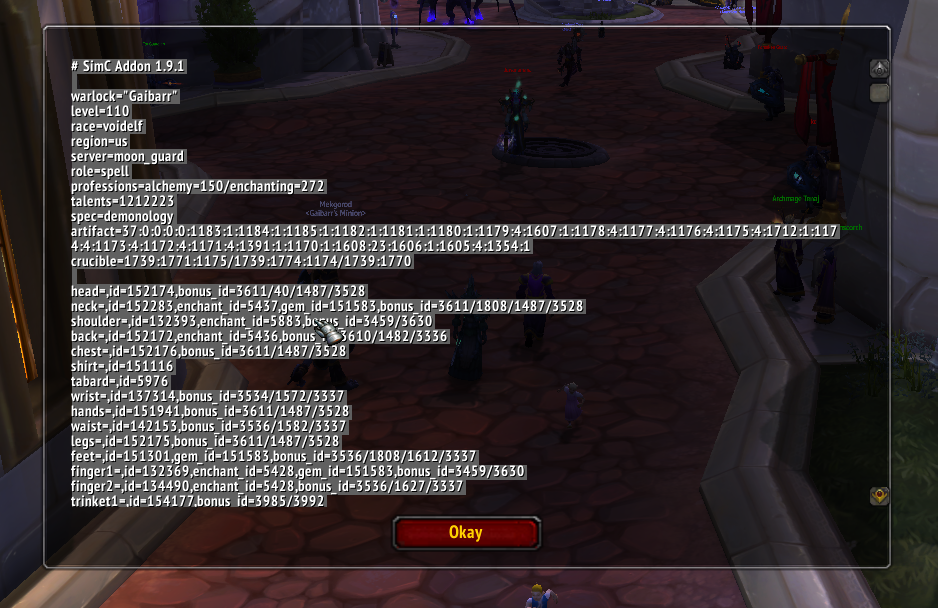 # SimC Addon 1.9.1
warlock="Gaibarr"
level=110
race=voidelf
region=us
server=moon_guard
role=spell
professions=alchemy=150/enchanting=272
talents=1212223
spec=demonology
Mekgorod
<Gaibarr's Minion>
Archmage Trelaj
artifact=37:0:0:0:0:1183:1:1184:1:1185:1:1182:1:1181:1:1180:1:1179:4:1607:1:1178:4:1177:4:1176:4:1175:4:1712:1:117
4:4:1173:4:1172:4:1171:4:1391:1:1170:1:1608:23:1606:1:1605:4:1354:1
crucible=1739:1771:1175/1739:1774:1174/1739:1770
head=,id=152174,bonus_id=3611/40/1487/3528
neck=,id=152283,enchant_id=5437,gem_id=151583,bonus_id=3611/1808/1487/3528
shoulder=,id=132393,enchant_id=5883,bonus_id=3459/3630
back=,id=152172,enchant_id=5436,bonus 3610/1482/3336
chest=,id=152176,bonus_id=3611/1487/3528
shirt=,id=151116
tabard=,id=5976
wrist=,id=137314,bonus_id=3534/1572/3337
hands=,id=151941,bonus_id=3611/1487/3528
waist=,id=142153,bonus_id=3536/1582/3337
legs=,id=152175,bonus_id=3611/1487/3528
feet=,id=151301,gem_id=151583,bonus_id=3536/1808/1612/3337
finger1=,id=132369,enchant_id=5428,gem_id=151583,bonus_id=3459/3630
finger2=,id=134490,enchant_id=5428,bonus_id=3536/1627/3337
trinket1=,id=154177,bonus_id=3985/3992
Okay